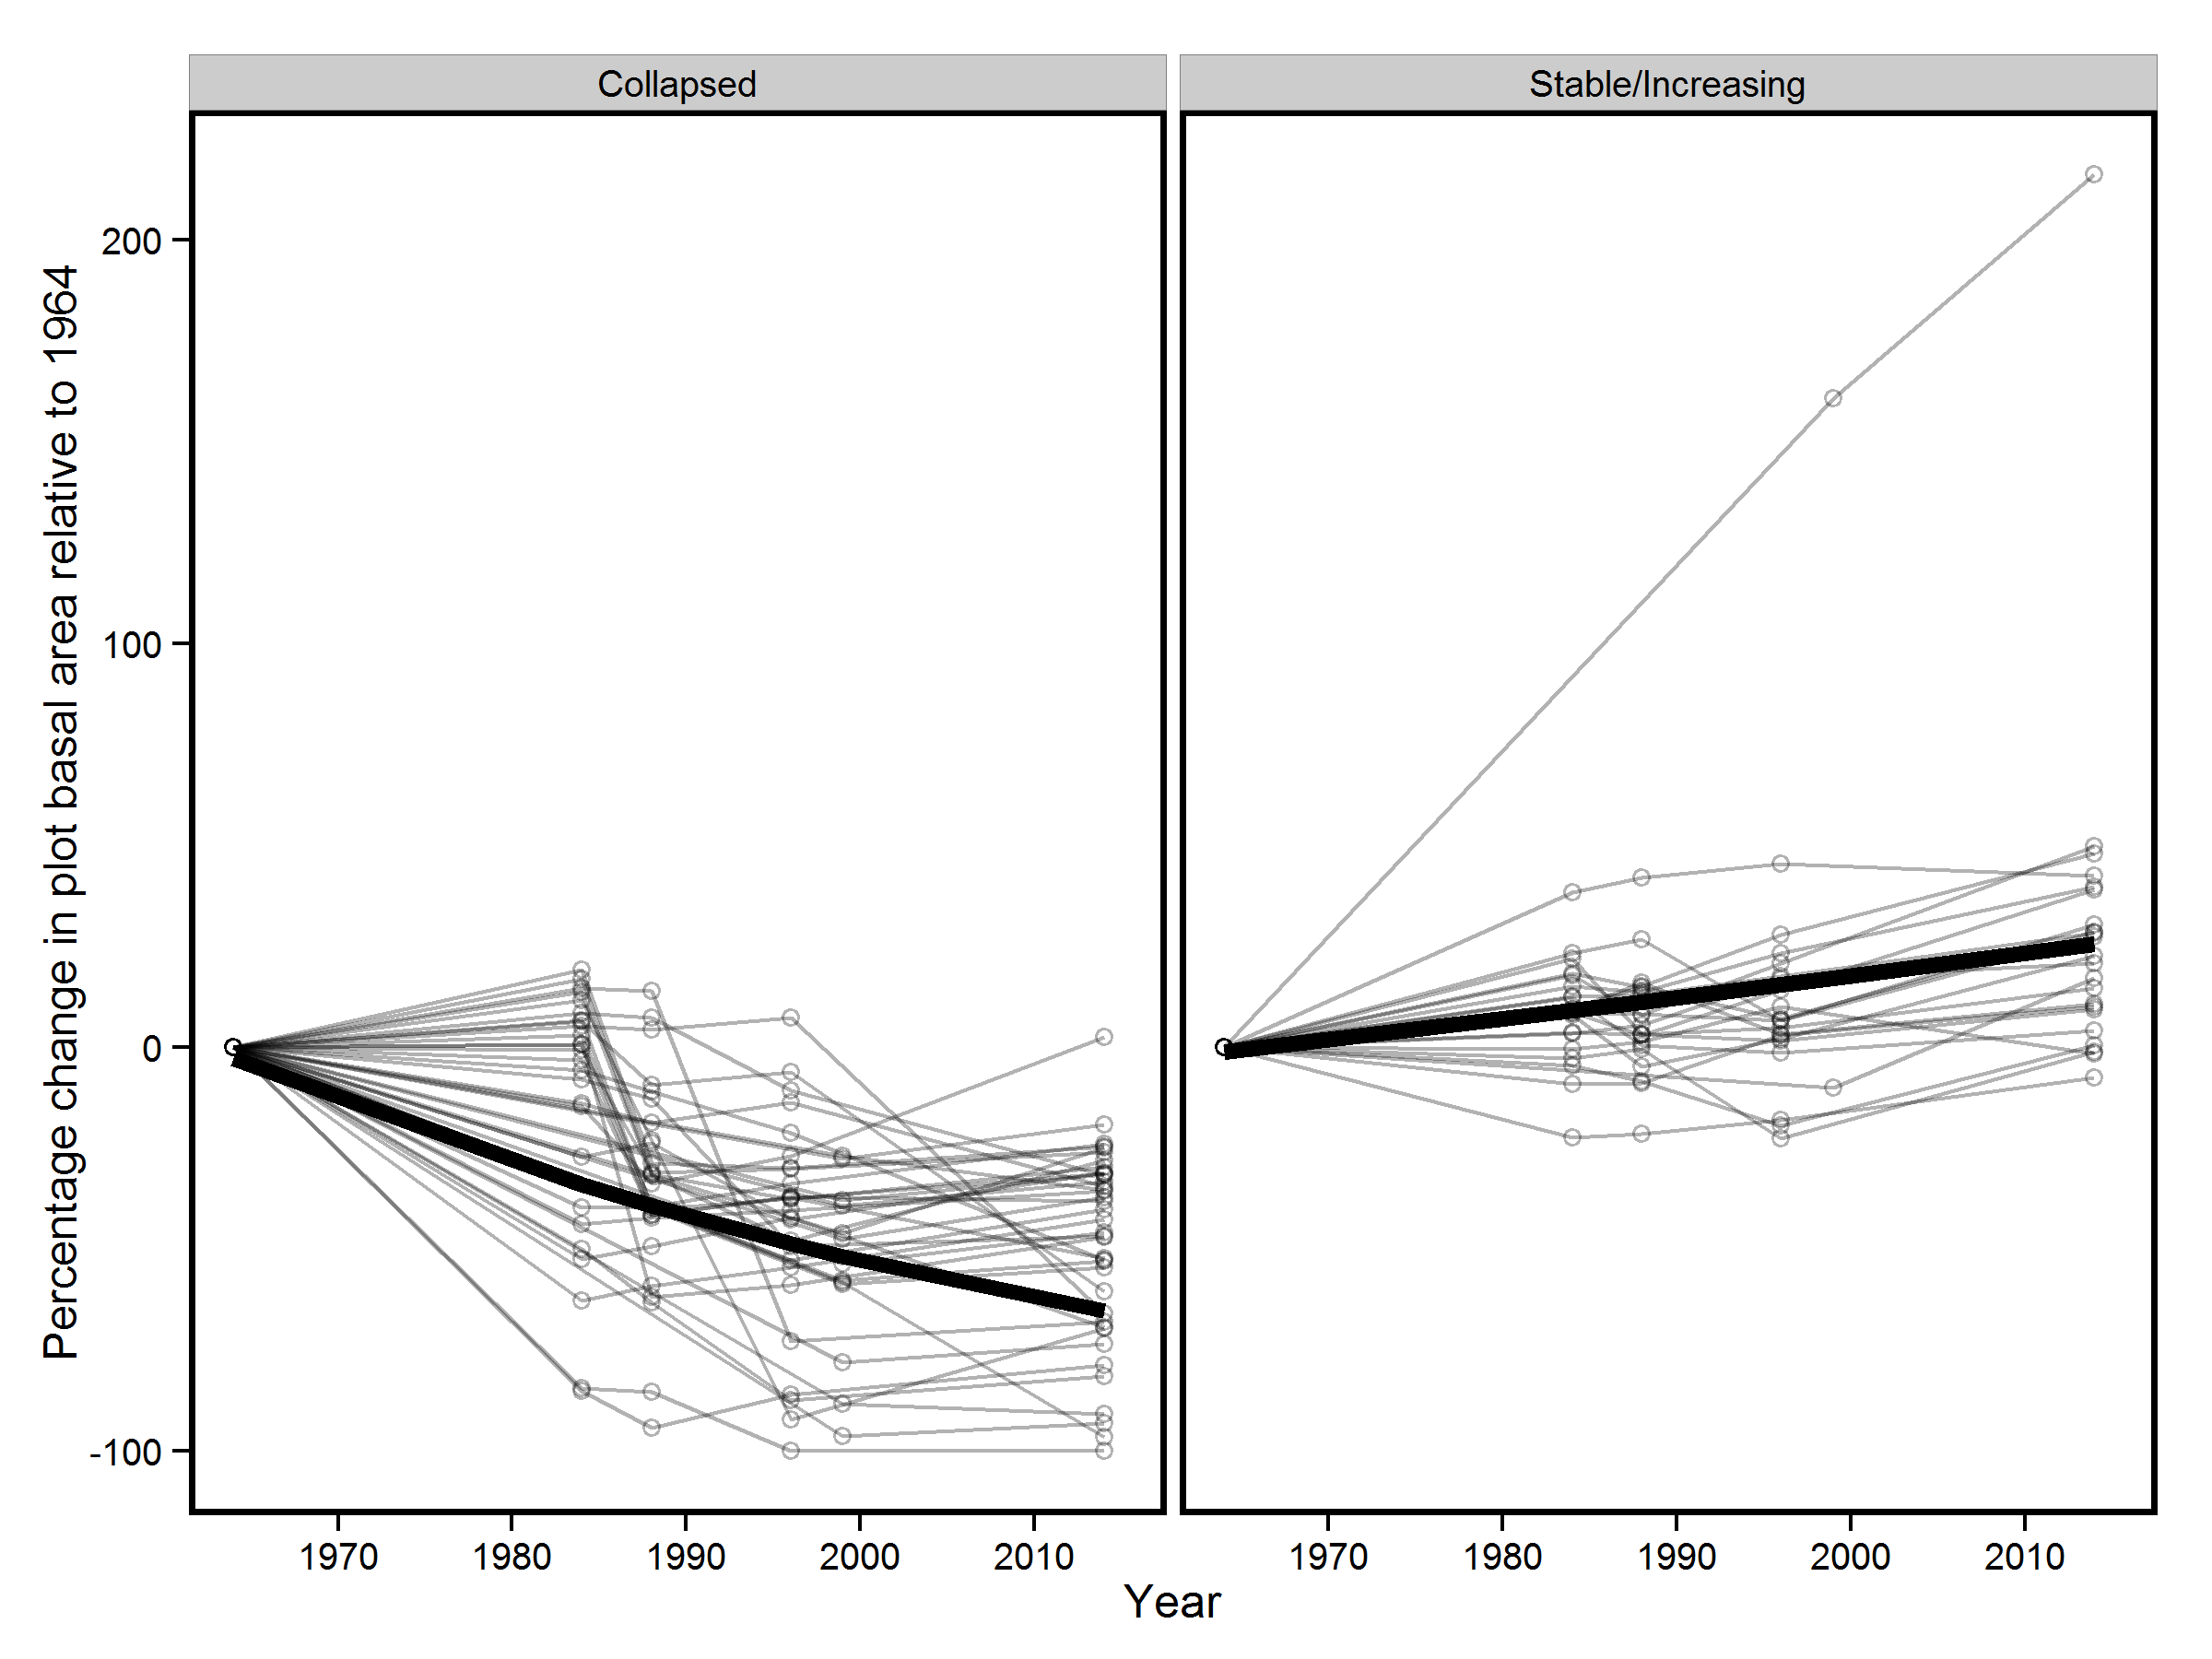 Collapsed
Stable/Increasing
Percentage change in plot basal area relative to 1964
200
100
0
-100
1970 1980 1990 2000 2010
1970 1980 1990 2000 2010
Year